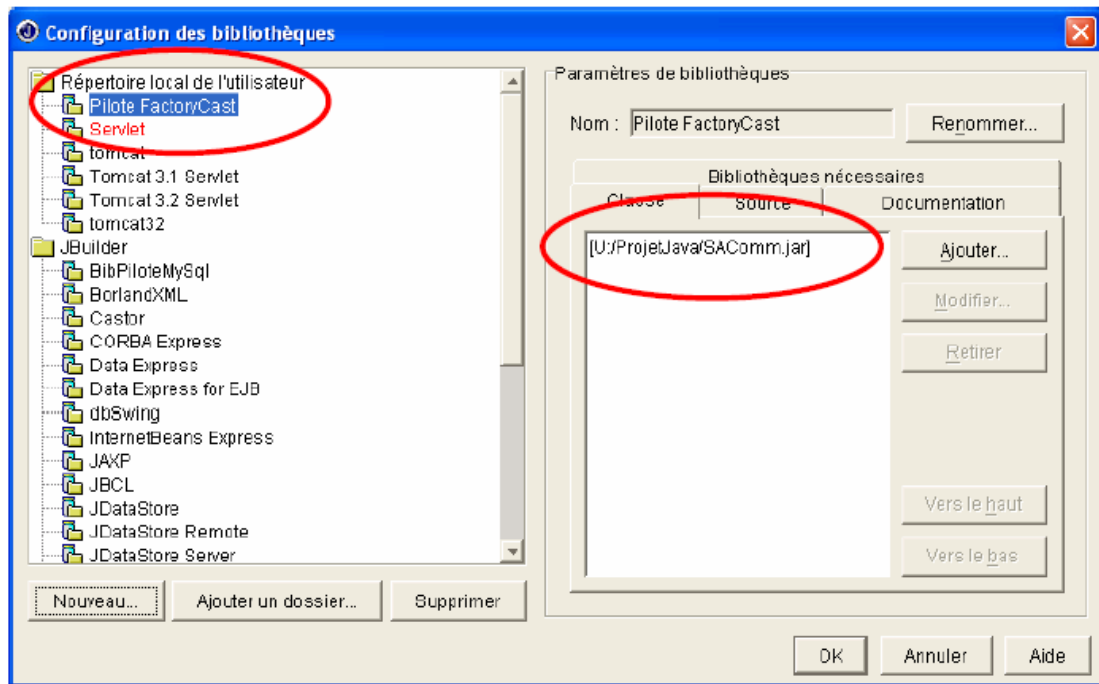 Configuration des bibliothèques
Répertoire local de l'utilisateur
Pilote FactoryCast
Servlet
tomcat
Tomcat 3.1 Servlet
Tomcat 3.2 Servlet
tomcat32
JBuilder
BibPiloteMySql
BorlandXML
Castor
CORBA Express
Data Express
Data Express for EJB
dbSwing
InternetBeans Express
JAXP
JBCL
JDataStore
JDataStore Remote
JDataStore Server
Nouveau...
Ajouter un dossier...
Supprimer
Paramètres de bibliothèques
Nom : Pilote FactoryCast
Renommer...
Bibliothèques nécessaires
Classe
Source
Documentation
[U:/ProjetJava/SAComm.jar]
Ajouter...
Modifier...
Retirer
Vers le haut
Vers le bas
OK
Annuler
Aide